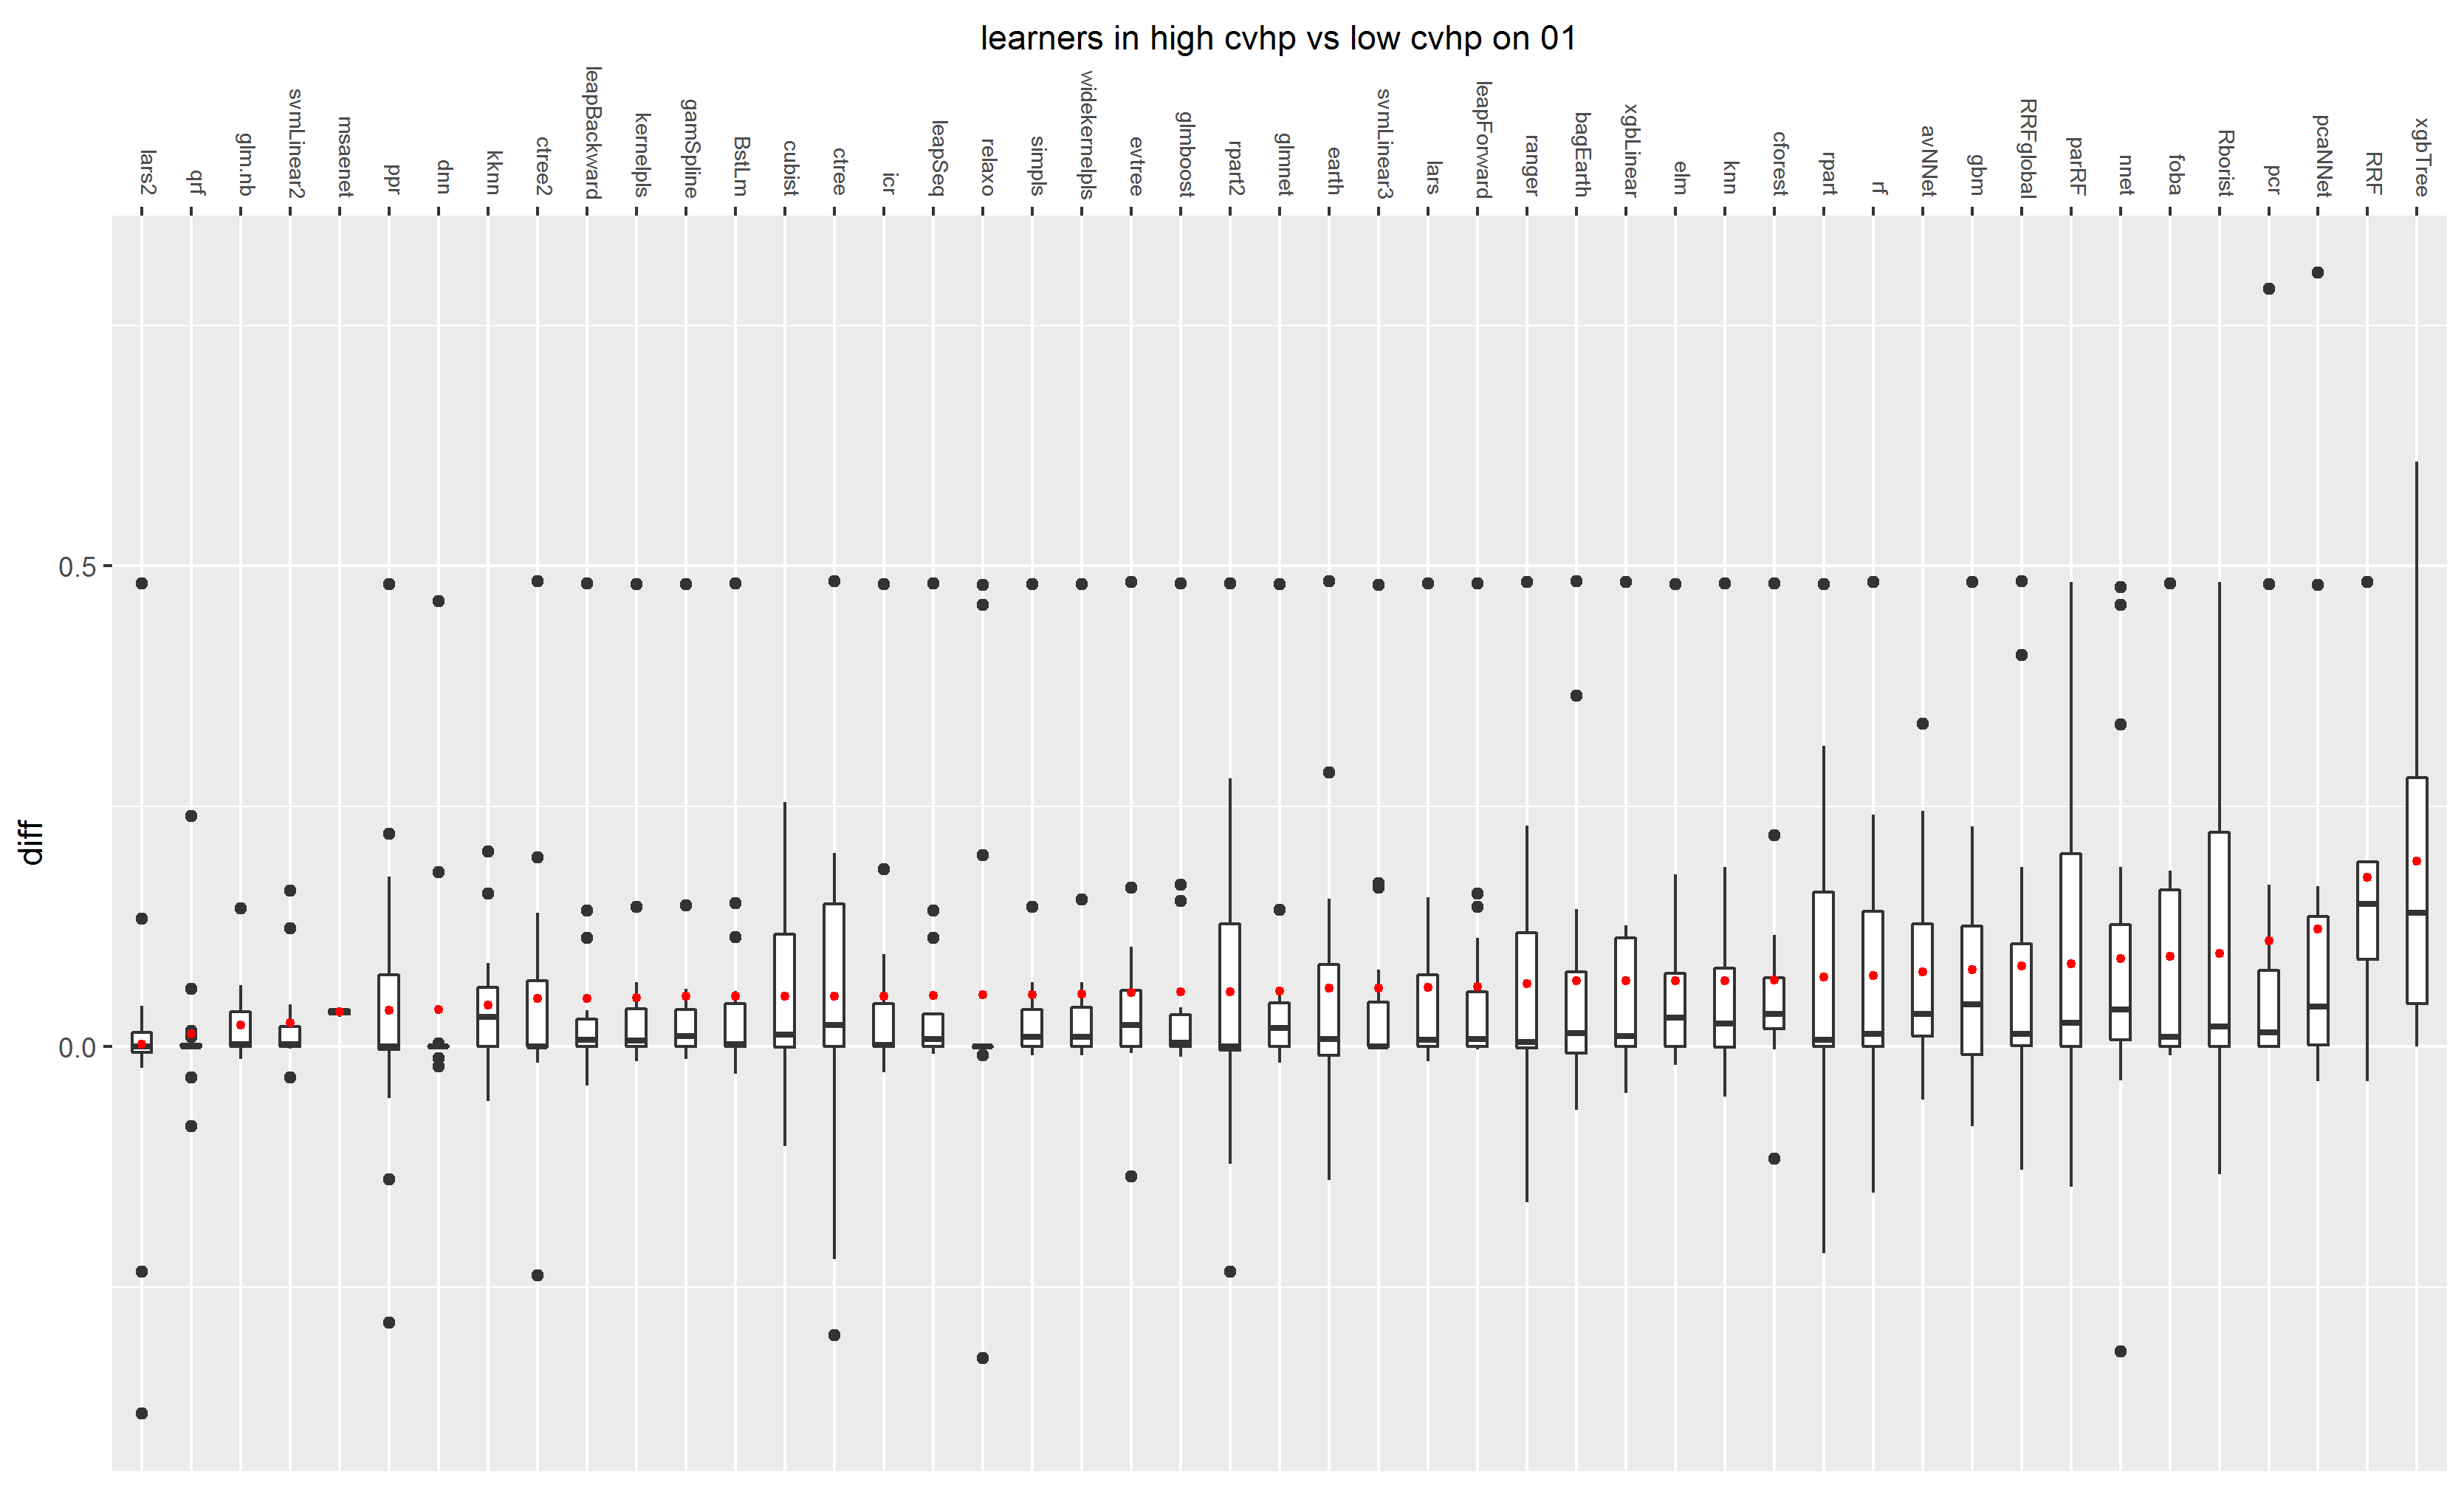 learners in high cvhp vs low cvhp on 01
lars2
qrf
glm.nb
svmLinear2
msaenet
ppr
dnn
kknn
ctree2
leapBackward
kernelpls
gamSpline
BstLm
cubist
ctree
icr
leapSeq
relaxo
simpls
widekernelpls
evtree
glmboost
rpart2
glmnet
earth
svmLinear3
lars
leapForward
ranger
bagEarth
xgbLinear
elm
knn
cforest
rpart
rf
avNNet
gbm
RRFglobal
parRF
nnet
foba
Rborist
pcr
pcaNNet
RRF
xgbTree
0.5
0.0
diff